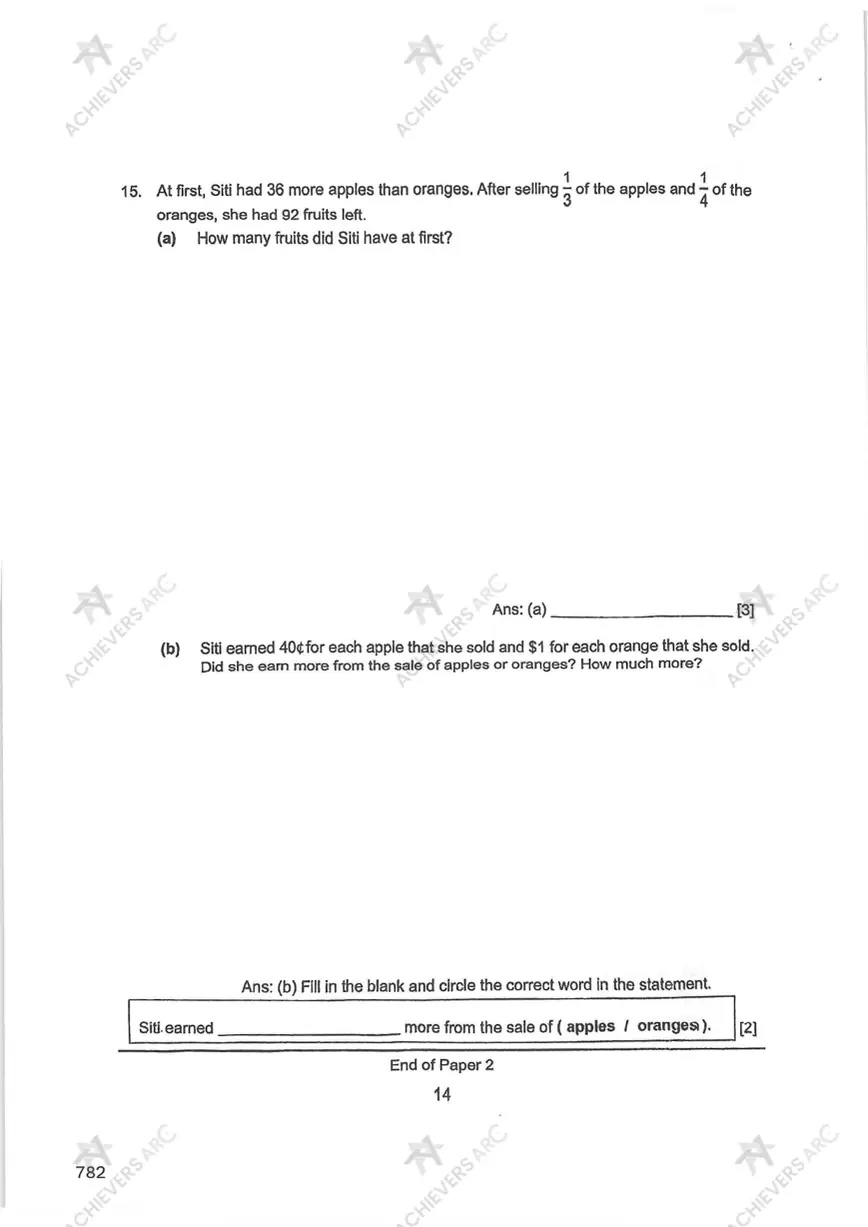 ACHIEVERS ARC
ACHIEVERS ARC
ACHIEVERS ARC
15. At first, Siti had 36 more apples than oranges. After selling 1/3 of the apples and 1/4 of the
oranges, she had 92 fruits left.
(a) How many fruits did Siti have at first?
ACHIEVERS ARC
ACHIEVERS ARC
ACHIEVERS ARC
Ans: (a) ____________________ [3]
(b) Siti earned 40¢ for each apple that she sold and $1 for each orange that she sold.
Did she earn more from the sale of apples or oranges? How much more?
Ans: (b) Fill in the blank and circle the correct word in the statement.
Siti earned ____________________ more from the sale of ( apples / oranges ). [2]
End of Paper 2
14
782
ACHIEVERS ARC
ACHIEVERS ARC
ACHIEVERS ARC